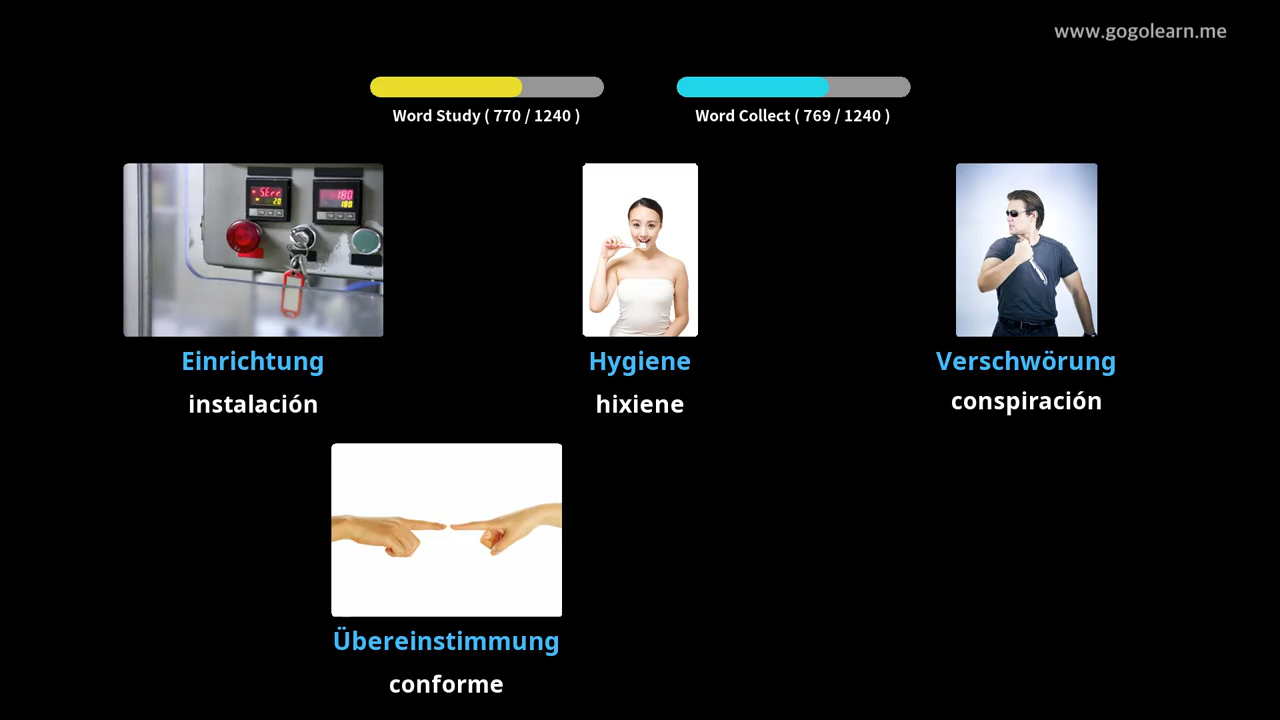 www.gogolearn.me
Word Study ( 770 / 1240 )
Word Collect ( 769 / 1240 )
Einrichtung
instalación
Hygiene
hixiene
Verschwörung
conspiración
Übereinstimmung
conforme